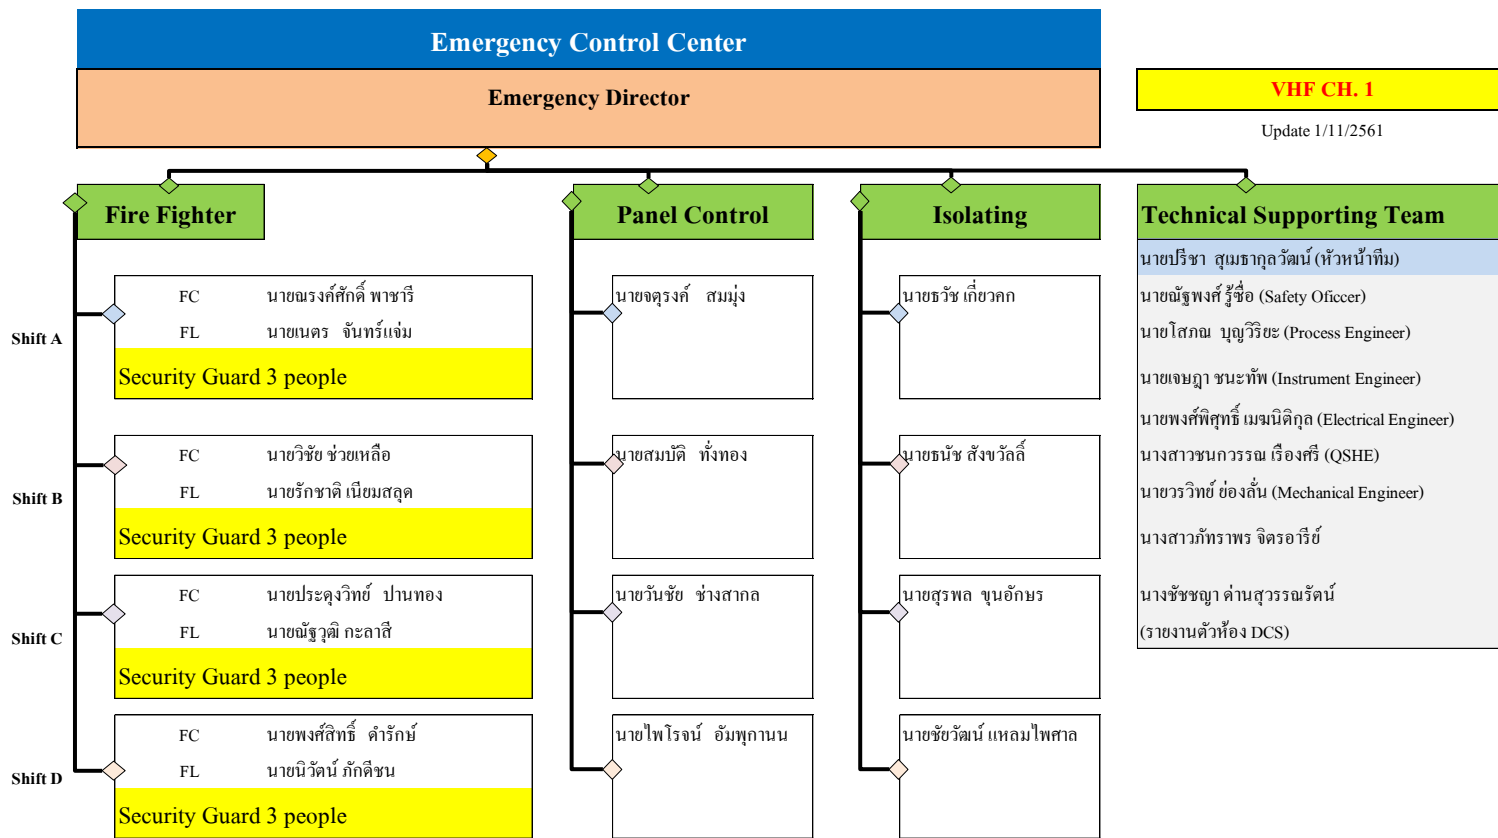 Emergency Control Center
Emergency Director
VHF CH. 1
Update 1/11/2561
Fire Fighter
Panel Control
Isolating
Technical Supporting Team
Shift A
FC นายณรงค์ศักดิ์ พาชารี
FL นายเนตร จันทร์แจ่ม
Security Guard 3 people
นายจตุรงค์ สมมุ่ง
นายธวัช เกี่ยวคก
Shift B
FC นายวิชัย ช่วยเหลือ
FL นายรักชาติ เนียมสลุด
Security Guard 3 people
นายสมบัติ ทั่งทอง
นายธนัช สังขวัลลิ์
Shift C
FC นายประดุงวิทย์ ปานทอง
FL นายณัฐวุฒิ กะลาสี
Security Guard 3 people
นายวันชัย ช่างสากล
นายสุรพล ขุนอักษร
Shift D
FC นายพงศ์สิทธิ์ คำรักษ์
FL นายนิวัตน์ ภักดีชน
Security Guard 3 people
นายไพโรจน์ อัมพุกานน
นายชัยวัฒน์ แหลมไพศาล
นายปรีชา สุเมธากุลวัฒน์ (หัวหน้าทีม)
นายณัฐพงศ์ รู้ซื่อ (Safety Oficcer)
นายโสภณ บุญวิริยะ (Process Engineer)
นายเจษฎา ชนะทัพ (Instrument Engineer)
นายพงศ์พิศุทธิ์ เมฆนิติกุล (Electrical Engineer)
นางสาวชนกวรรณ เรืองศรี (QSHE)
นายวรวิทย์ ย่องลั่น (Mechanical Engineer)
นางสาวภัทราพร จิตรอารีย์
นางชัชชญา ด่านสุวรรณรัตน์
(รายงานตัวห้อง DCS)